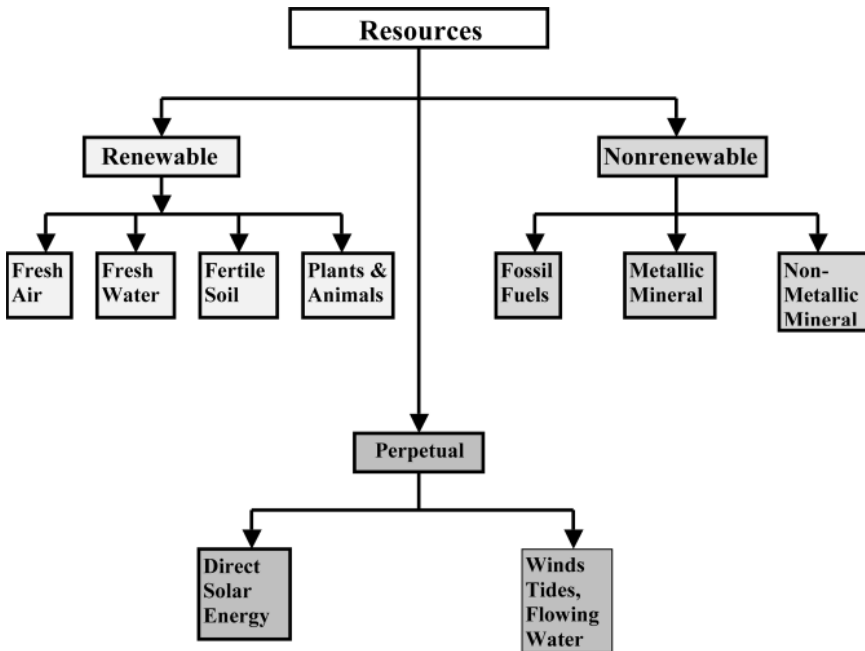 Resources
Renewable
Nonrenewable
Fresh
Air
Fresh
Water
Fertile
Soil
Plants &
Animals
Fossil
Fuels
Metallic
Mineral
Non-
Metallic
Mineral
Perpetual
Direct
Solar
Energy
Winds
Tides,
Flowing
Water